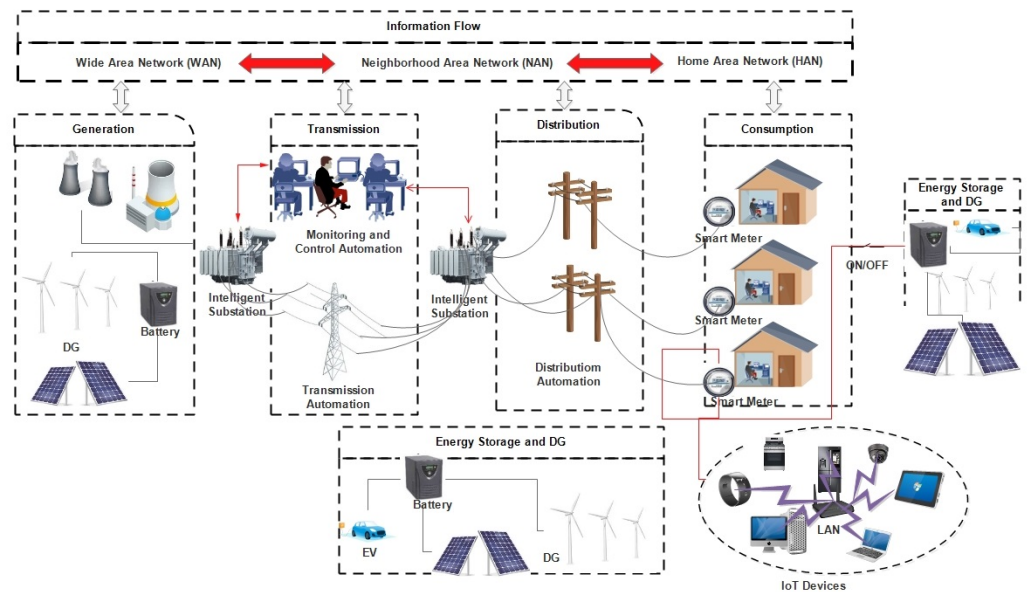 Information Flow
Wide Area Network (WAN)
Neighborhood Area Network (NAN)
Home Area Network (HAN)
Generation
Transmission
Distribution
Consumption
Energy Storage
and DG
Monitoring and
Control Automation
Smart Meter
ON/OFF
Intelligent
Substation
Intelligent
Substation
Smart Meter
Battery
DG
Smart Meter
Transmission
Automation
Distributiom
Automation
Energy Storage and DG
Battery
EV
DG
LAN
IoT Devices